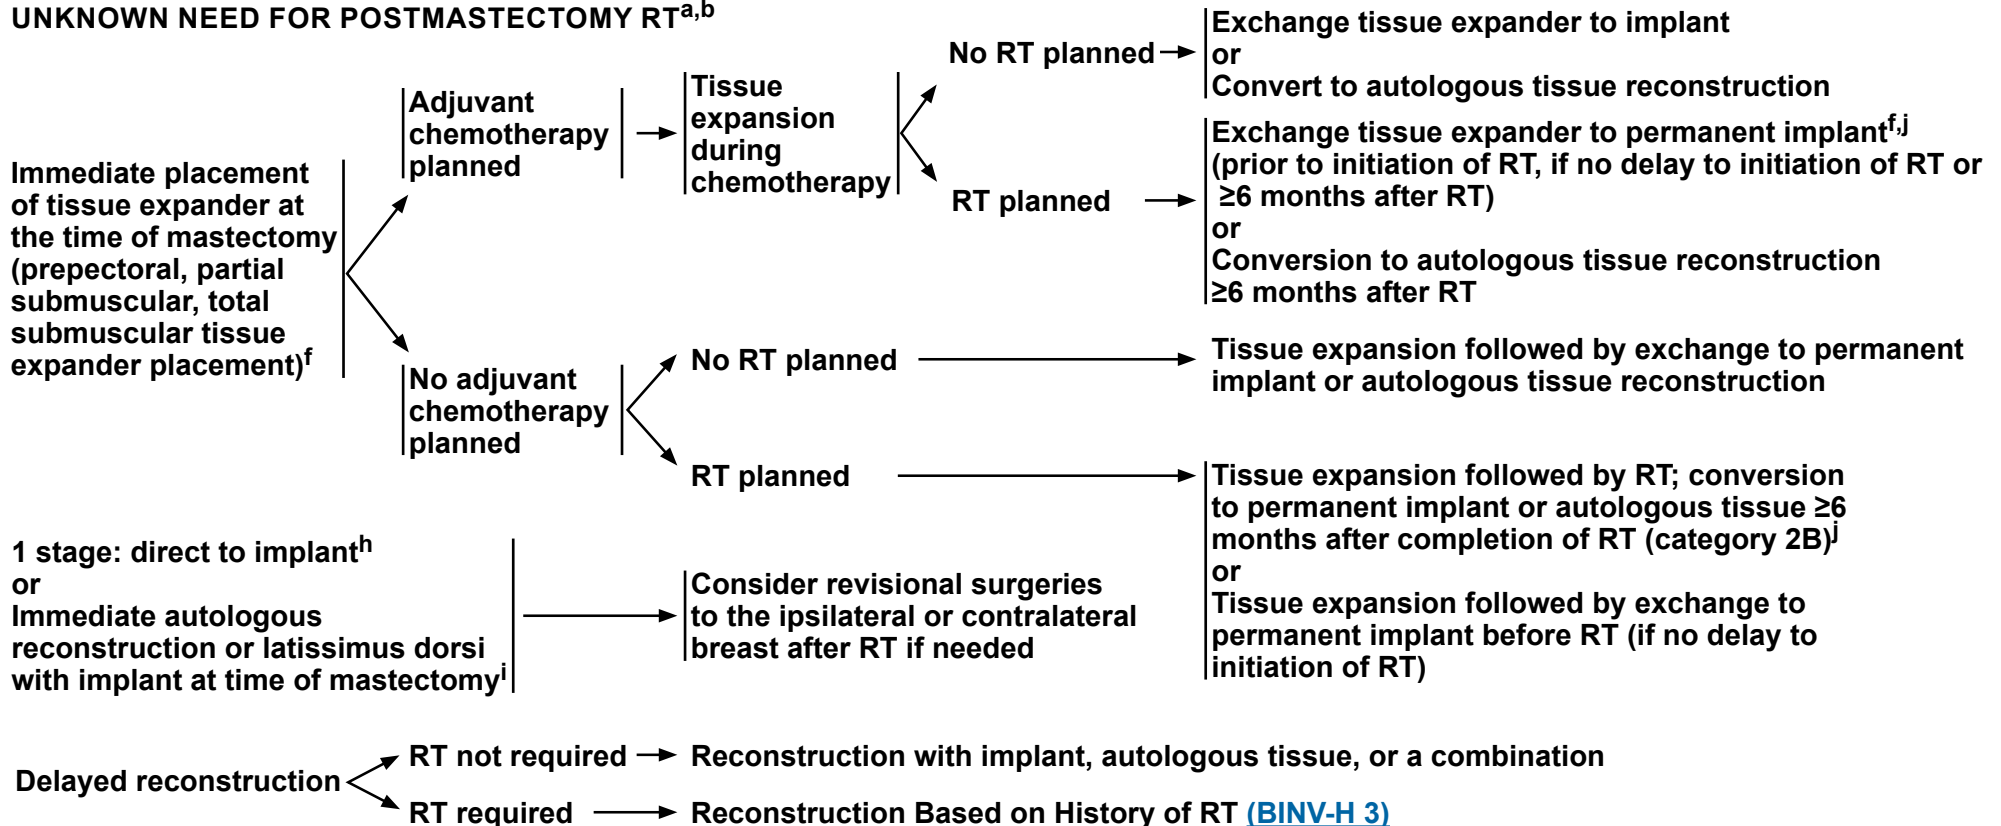 UNKNOWN NEED FOR POSTMASTECTOMY RTa,b
Immediate placement
of tissue expander at
the time of mastectomy
(prepectoral, partial
submuscular, total
submuscular tissue
expander placement)f
Adjuvant
chemotherapy
planned
Tissue
expansion
during
chemotherapy
No RT planned
Exchange tissue expander to implant
or
Convert to autologous tissue reconstruction
RT planned
Exchange tissue expander to permanent implantf,j
(prior to initiation of RT, if no delay to initiation of RT or
≥6 months after RT)
or
Conversion to autologous tissue reconstruction
≥6 months after RT
No adjuvant
chemotherapy
planned
No RT planned
Tissue expansion followed by exchange to permanent
implant or autologous tissue reconstruction
RT planned
Tissue expansion followed by RT; conversion
to permanent implant or autologous tissue ≥6
months after completion of RT (category 2B)j
or
Tissue expansion followed by exchange to
permanent implant before RT (if no delay to
initiation of RT)
1 stage: direct to implanth
or
Immediate autologous
reconstruction or latissimus dorsi
with implant at time of mastectomyi
Consider revisional surgeries
to the ipsilateral or contralateral
breast after RT if needed
Delayed reconstruction
RT not required
Reconstruction with implant, autologous tissue, or a combination
RT required
Reconstruction Based on History of RT (BINV-H 3)